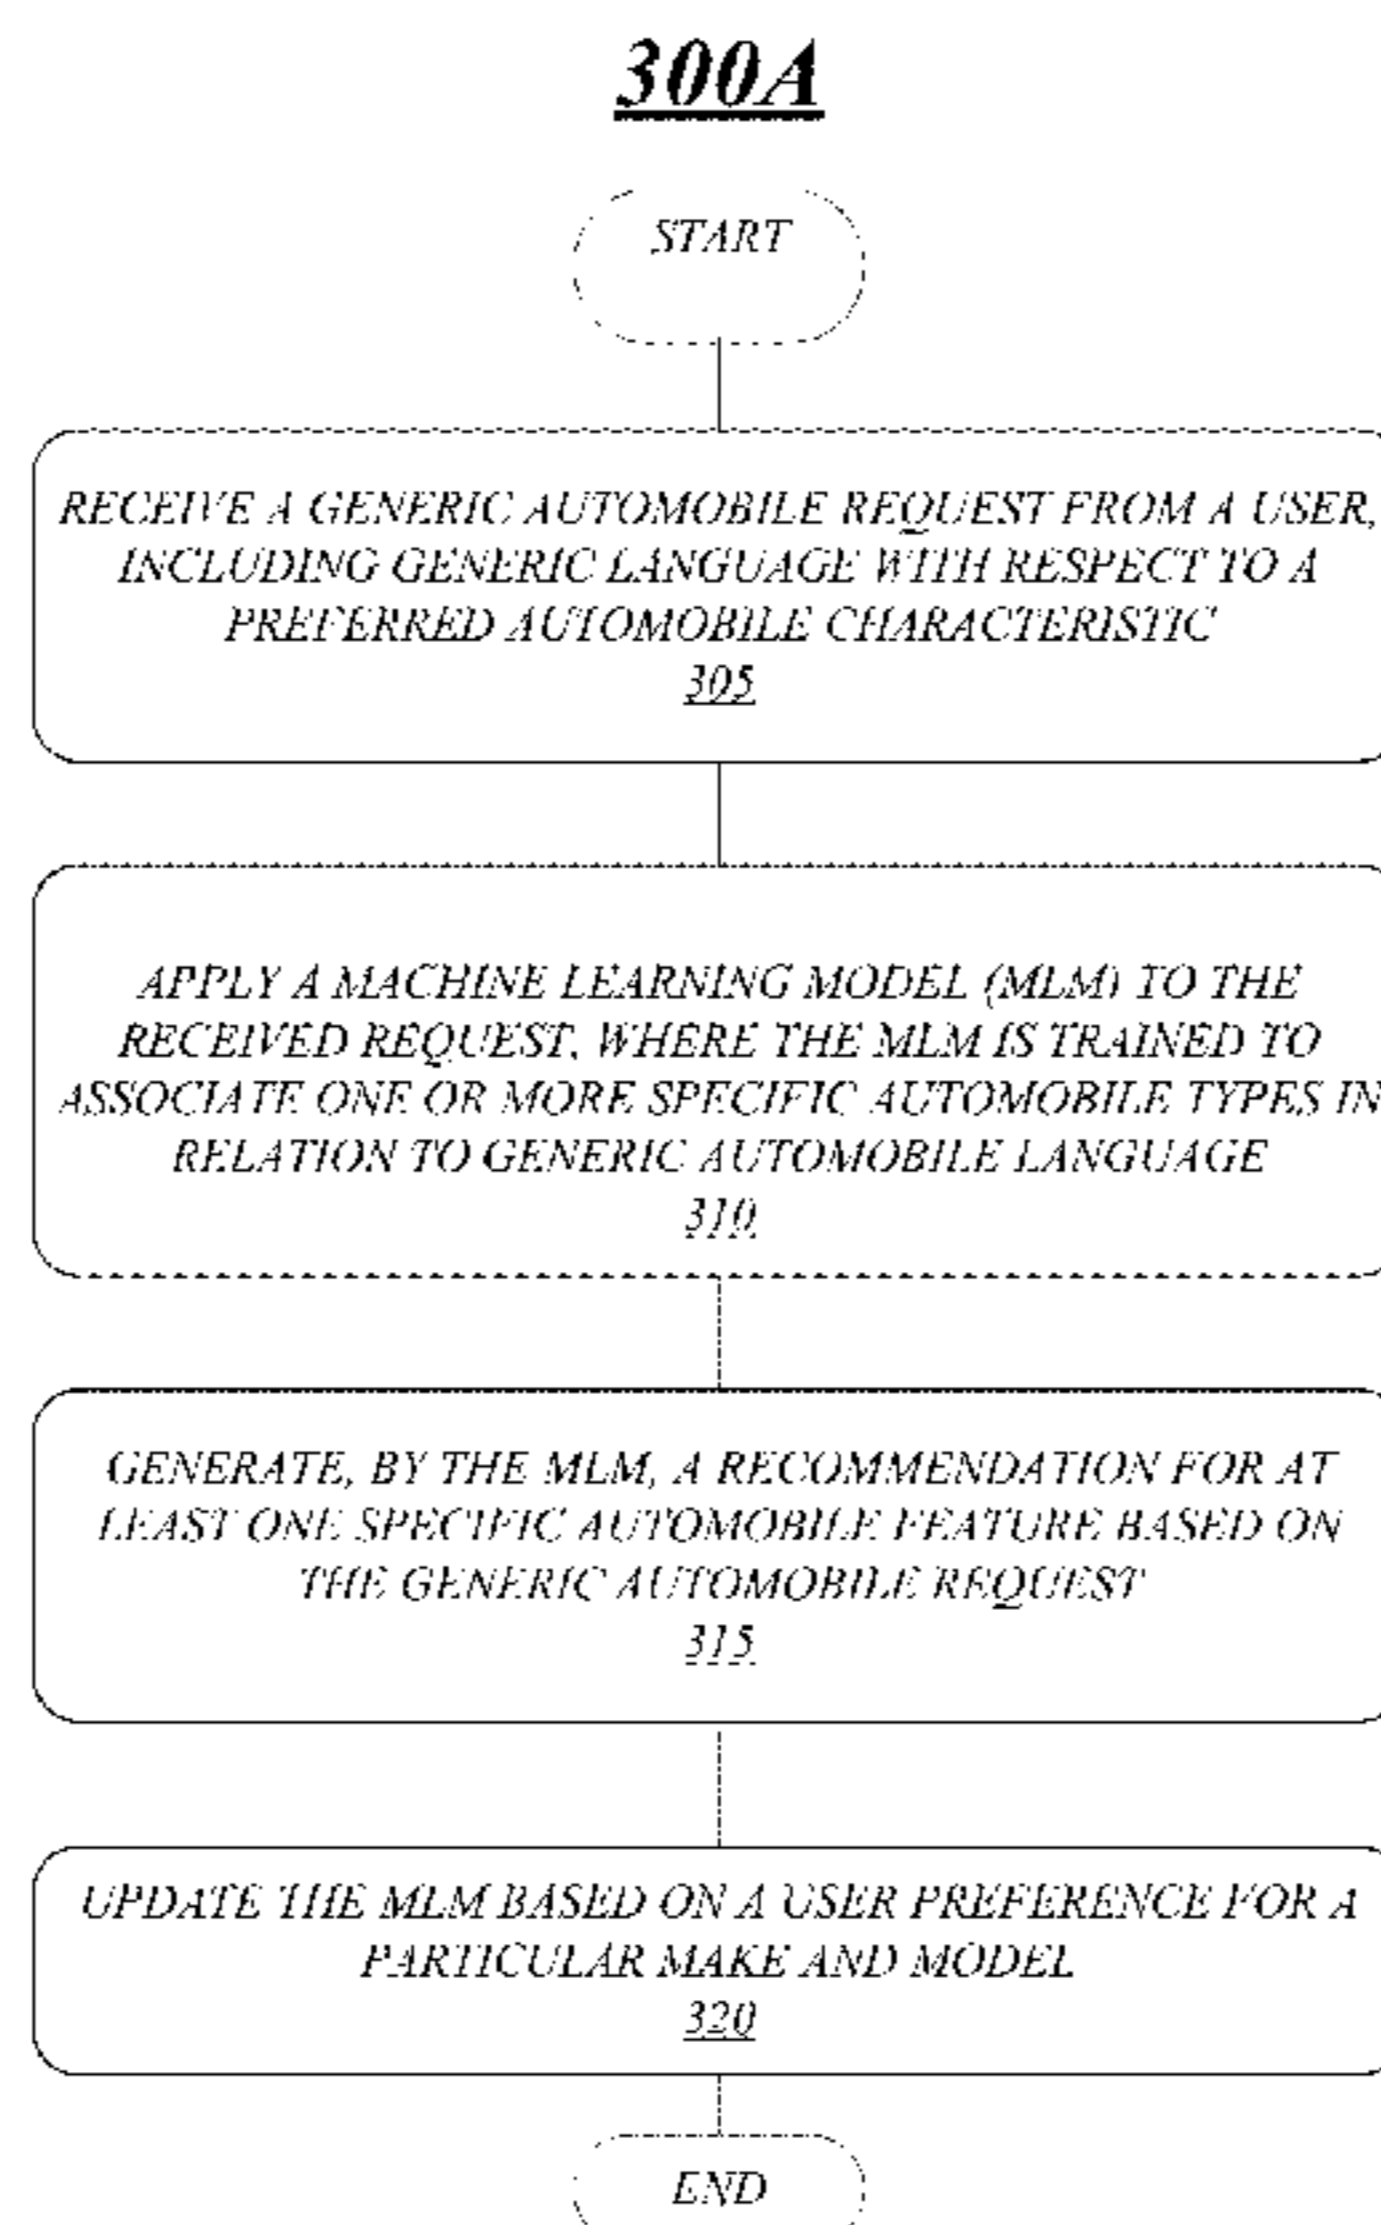 300A
START
RECEIVE A GENERIC AUTOMOBILE REQUEST FROM A USER,
INCLUDING GENERIC LANGUAGE WITH RESPECT TO A
PREFERRED AUTOMOBILE CHARACTERISTIC
305
APPLY A MACHINE LEARNING MODEL (MLM) TO THE
RECEIVED REQUEST, WHERE THE MLM IS TRAINED TO
ASSOCIATE ONE OR MORE SPECIFIC AUTOMOBILE TYPES IN
RELATION TO GENERIC AUTOMOBILE LANGUAGE
310
GENERATE, BY THE MLM, A RECOMMENDATION FOR AT
LEAST ONE SPECIFIC AUTOMOBILE FEATURE BASED ON
THE GENERIC AUTOMOBILE REQUEST
315
UPDATE THE MLM BASED ON A USER PREFERENCE FOR A
PARTICULAR MAKE AND MODEL
320
END